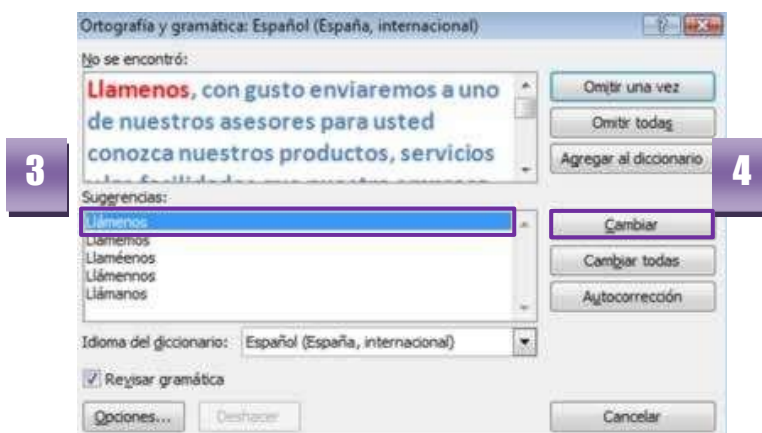 Ortografía y gramática: Español (España, internacional)
No se encontró:
Llamenos, con gusto enviaremos a uno
de nuestros asesores para usted
conozca nuestros productos, servicios
Omitir una vez
Omitir todas
Agregar al diccionario
3
4
Sugerencias:
Llámenos
Llamemos
Llaméenos
Llámennos
Llámanos
Cambiar
Cambiar todas
Autocorrección
Idioma del diccionario: Español (España, internacional)
Revisar gramática
Opciones... Deshacer Cancelar